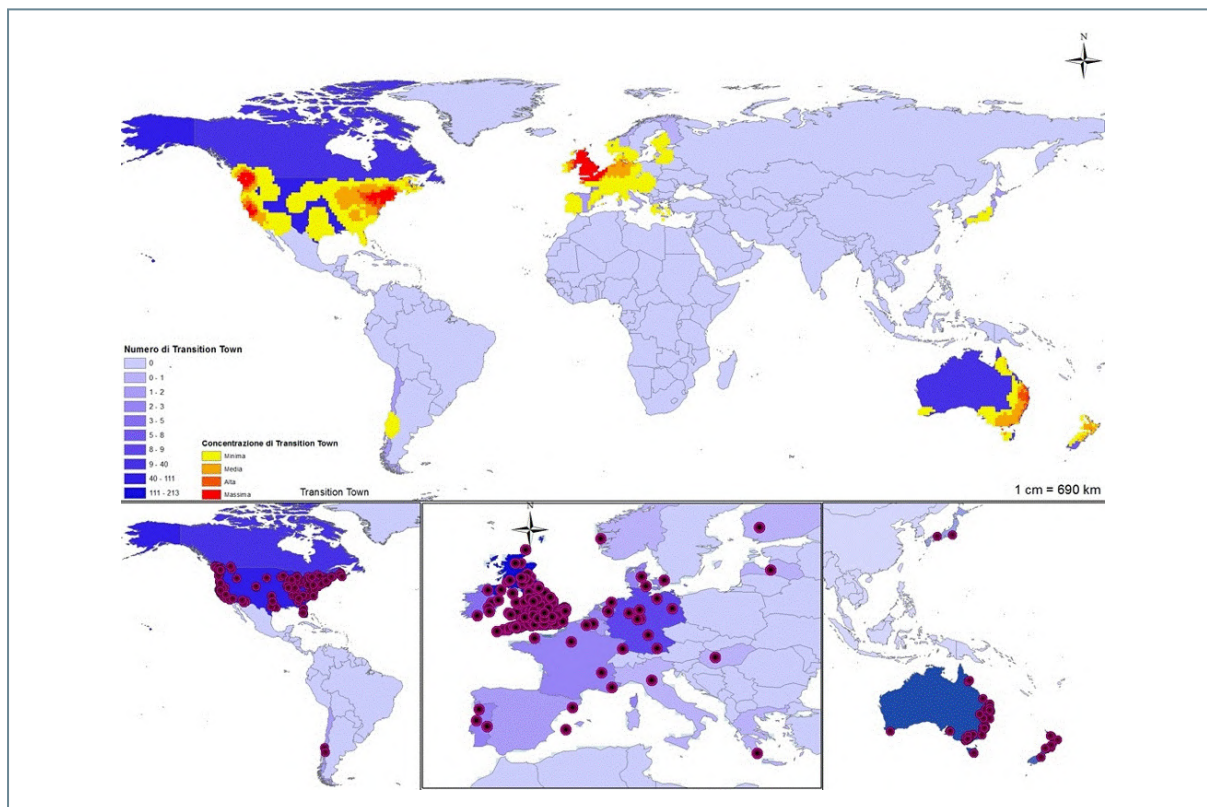 N
Numero di Transition Town
0
0 - 1
1 - 2
2 - 3
3 - 5
5 - 8
8 - 9
9 - 40
40 - 111
111 - 213
Concentrazione di Transition Town
Minima
Media
Alta
Massima
Transition Town
1 cm = 690 km
N